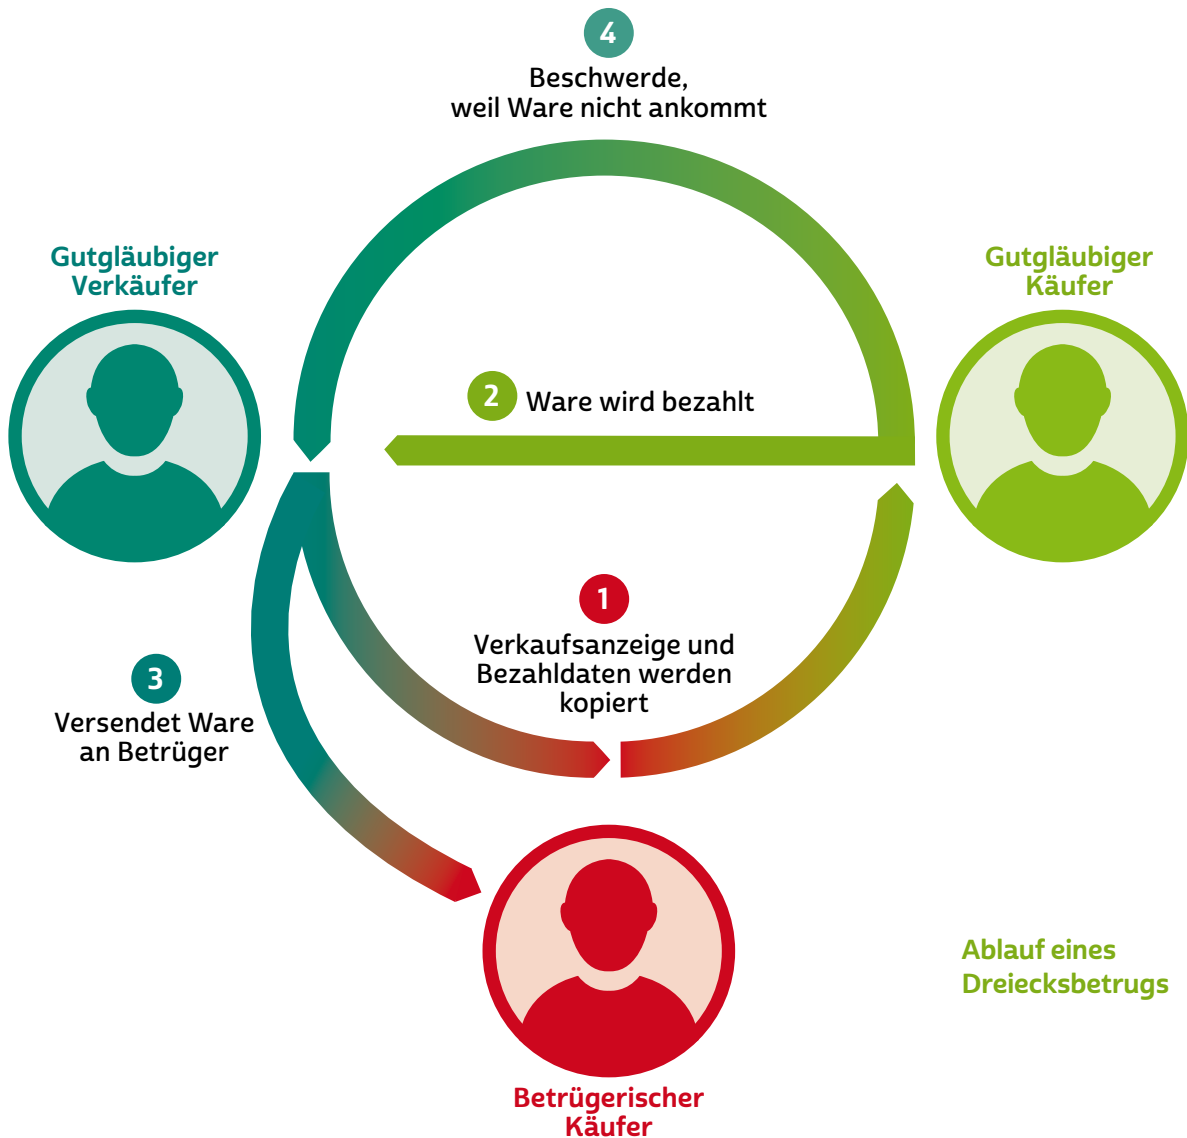 4
Beschwerde,
weil Ware nicht ankommt
Gutgläubiger
Verkäufer
Gutgläubiger
Käufer
2 Ware wird bezahlt
1
Verkaufsanzeige und
Bezahldaten werden
kopiert
3
Versendet Ware
an Betrüger
Ablauf eines
Dreiecksbetrugs
Betrügerischer
Käufer